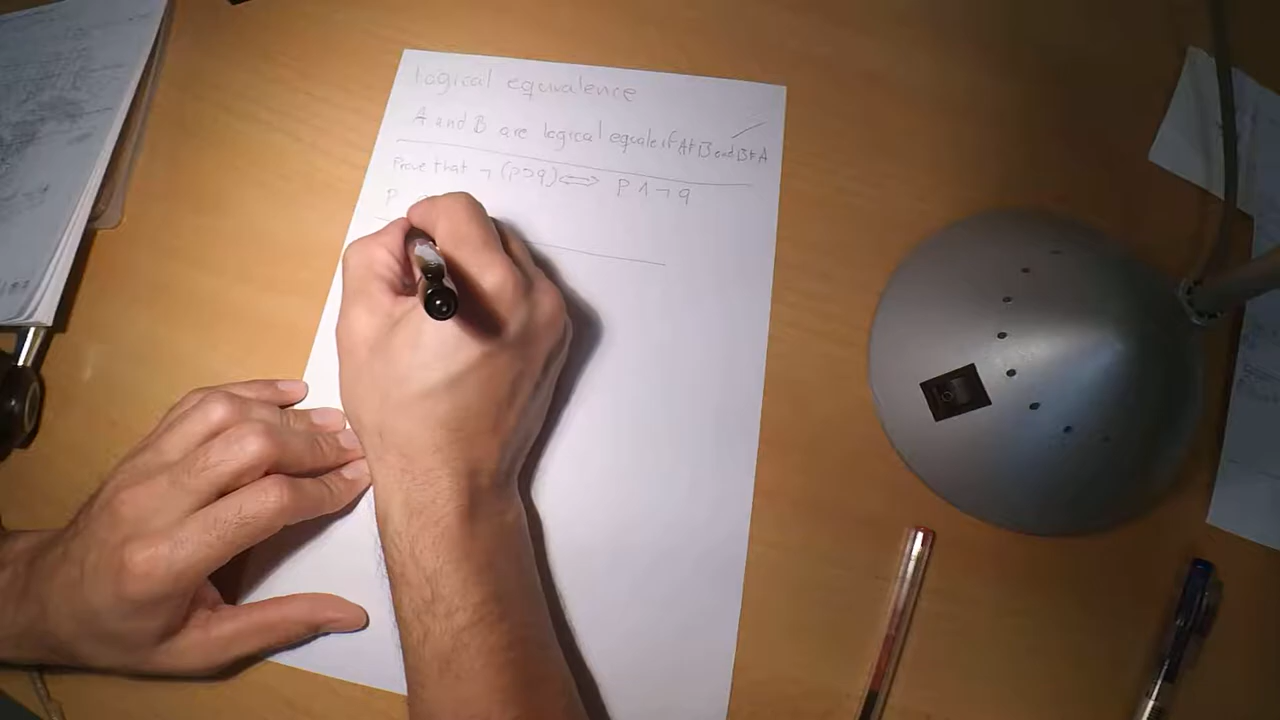 logical equivalence
A and B are logical equale if A⊦B and B⊦A
Prove that ¬ (p⊃q) ⟺ P ∧ ¬ q
P